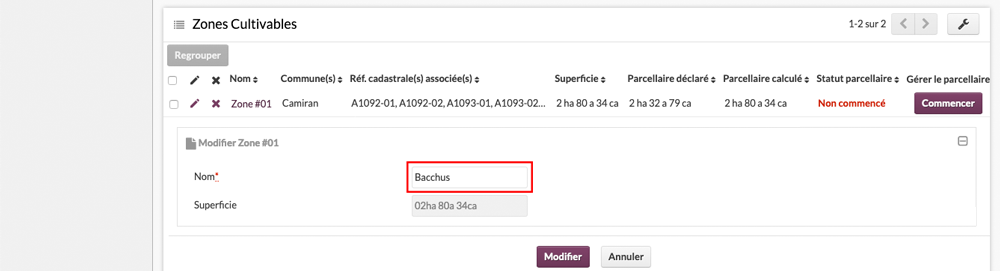 Zones Cultivables
1-2 sur 2
Regrouper
Nom Commune(s) Réf. cadastrale(s) associée(s) Superficie Parcellaire déclaré Parcellaire calculé Statut parcellaire Gérer le parcellaire
Zone #01 Camiran A1092-01, A1092-02, A1093-01, A1093-02... 2 ha 80 a 34 ca 2 ha 32 a 79 ca 2 ha 80 a 34 ca Non commencé Commencer
Modifier Zone #01
Nom* Bacchus
Superficie 02ha 80a 34ca
Modifier Annuler